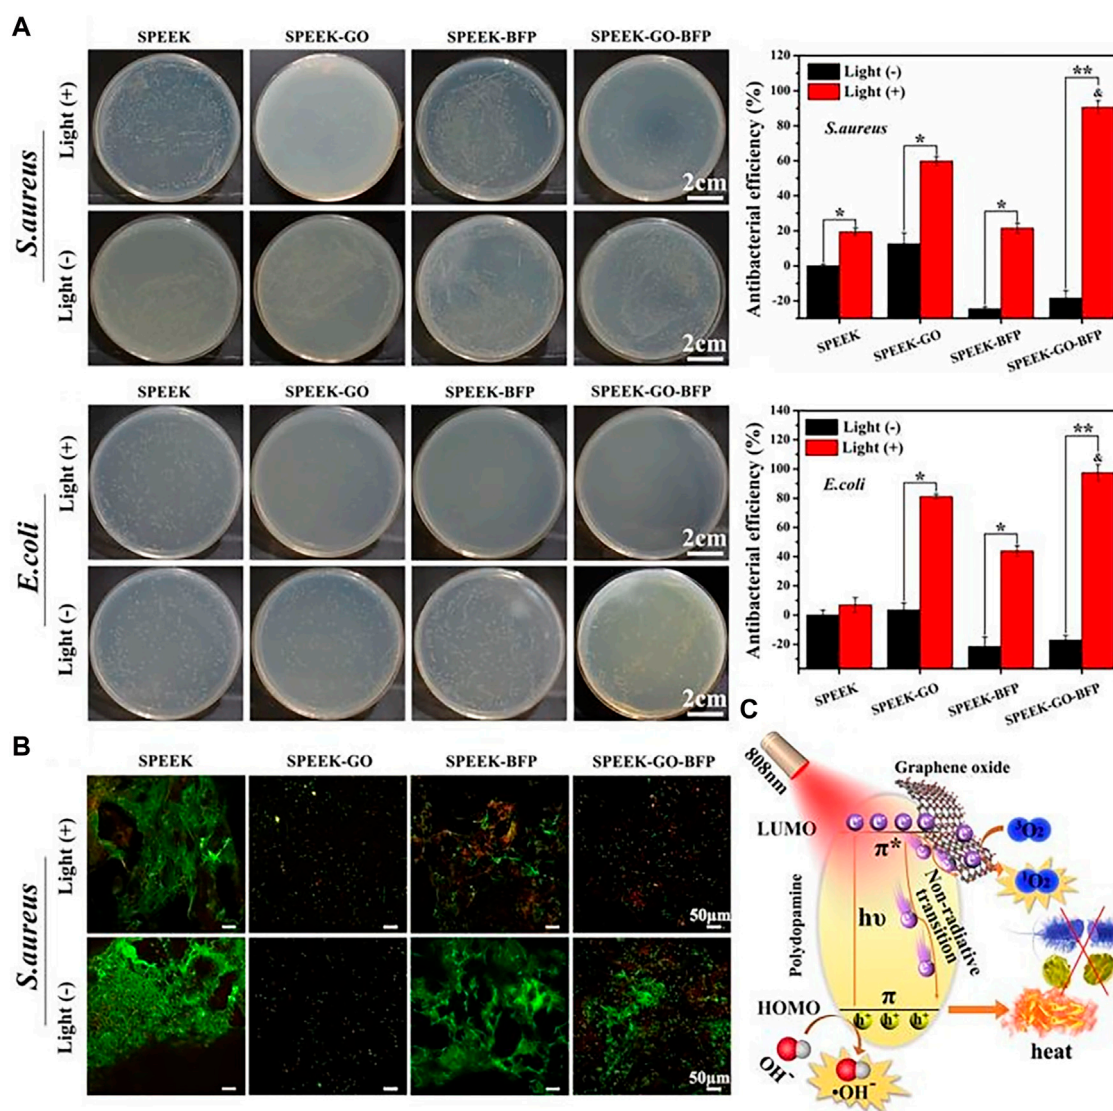 A
SPEEK SPEEK-GO SPEEK-BFP SPEEK-GO-BFP
S.aureus
Light (+)
2cm
Light (-)
2cm
Antibacterial efficiency (%)
120
100
80
60
40
20
0
-20
Light (-)
Light (+)
S.aureus
*
*
*
**
&
SPEEK SPEEK-GO SPEEK-BFP SPEEK-GO-BFP
SPEEK SPEEK-GO SPEEK-BFP SPEEK-GO-BFP
E.coli
Light (+)
2cm
Light (-)
2cm
Antibacterial efficiency (%)
140
120
100
80
60
40
20
0
-20
Light (-)
Light (+)
E.coli
*
*
**
&
SPEEK SPEEK-GO SPEEK-BFP SPEEK-GO-BFP
B
SPEEK SPEEK-GO SPEEK-BFP SPEEK-GO-BFP
S.aureus
Light (+)
50μm
Light (-)
50μm
C
808nm
Graphene oxide
LUMO
π*
³O₂
¹O₂
Polydopamine
hυ
Non-radiative
transition
HOMO
π
h⁺ h⁺ h⁺
OH⁻
•OH⁻
heat